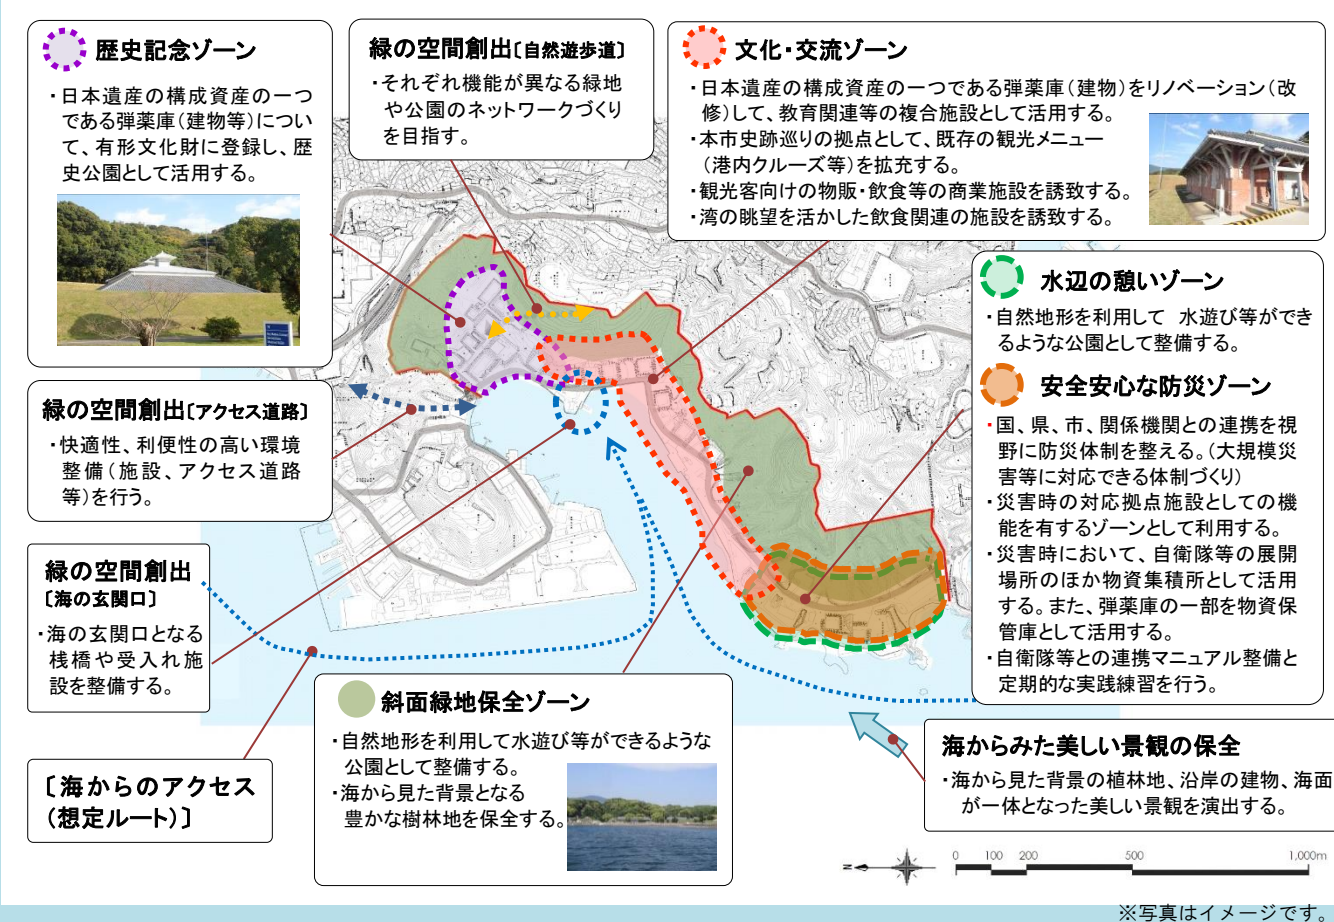 歴史記念ゾーン
・日本遺産の構成資産の一つ
である弾薬庫（建物等）につい
て、有形文化財に登録し、歴
史公園として活用する。
緑の空間創出〔自然遊歩道〕
・それぞれ機能が異なる緑地
や公園のネットワークづくり
を目指す。
文化・交流ゾーン
・日本遺産の構成資産の一つである弾薬庫（建物）をリノベーション（改
修）して、教育関連等の複合施設として活用する。
・本市史跡巡りの拠点として、既存の観光メニュー
（港内クルーズ等）を拡充する。
・観光客向けの物販・飲食等の商業施設を誘致する。
・湾の眺望を活かした飲食関連の施設を誘致する。
水辺の憩いゾーン
・自然地形を利用して　水遊び等ができ
るような公園として整備する。
安全安心な防災ゾーン
・国、県、市、関係機関との連携を視
野に防災体制を整える。（大規模災
害等に対応できる体制づくり）
・災害時の対応拠点施設としての機
能を有するゾーンとして利用する。
・災害時において、自衛隊等の展開
場所のほか物資集積所として活用
する。また、弾薬庫の一部を物資保
管庫として活用する。
・自衛隊等との連携マニュアル整備と
定期的な実践練習を行う。
緑の空間創出〔アクセス道路〕
・快適性、利便性の高い環境
整備（施設、アクセス道路
等）を行う。
緑の空間創出
〔海の玄関口〕
・海の玄関口となる
桟橋や受入れ施
設を整備する。
〔海からのアクセス
（想定ルート）〕
斜面緑地保全ゾーン
・自然地形を利用して水遊び等ができるような
公園として整備する。
・海から見た背景となる
豊かな樹林地を保全する。
海からみた美しい景観の保全
・海から見た背景の植林地、沿岸の建物、海面
が一体となった美しい景観を演出する。
N
0 100 200 500 1,000m
※写真はイメージです。